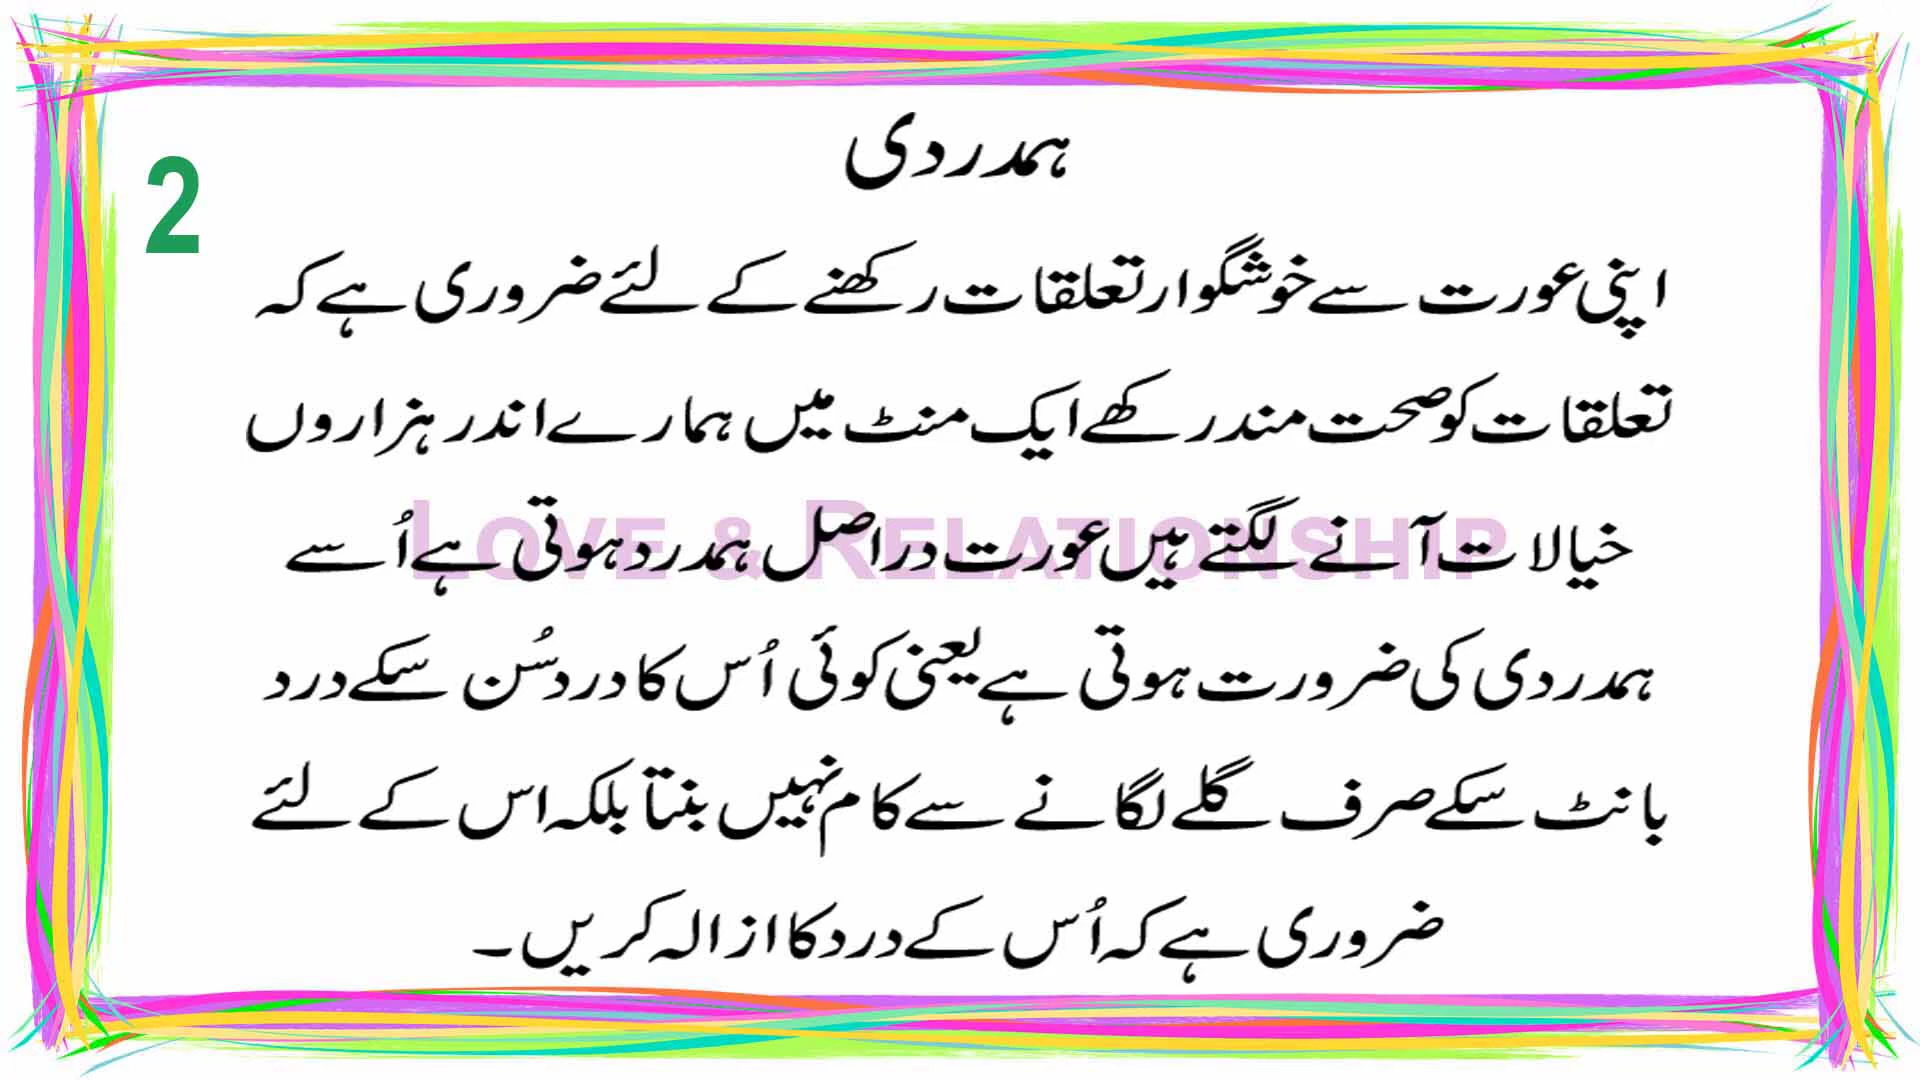 ہمدردی
2
اپنی عورت سے خوشگوار تعلقات رکھنے کے لئے ضروری ہے کہ
تعلقات کو صحت مند رکھے ایک منٹ میں ہمارے اندر ہزاروں
خیالات آنے لگتے ہیں عورت دراصل ہمدرد ہوتی ہے اُسے
LOVE & RELATIONSHIP
ہمدردی کی ضرورت ہوتی ہے یعنی کوئی اُس کا درد سُن سکے درد
بانٹ سکے صرف گلے لگانے سے کام نہیں بنتا بلکہ اس کے لئے
ضروری ہے کہ اُس کے درد کا ازالہ کریں۔